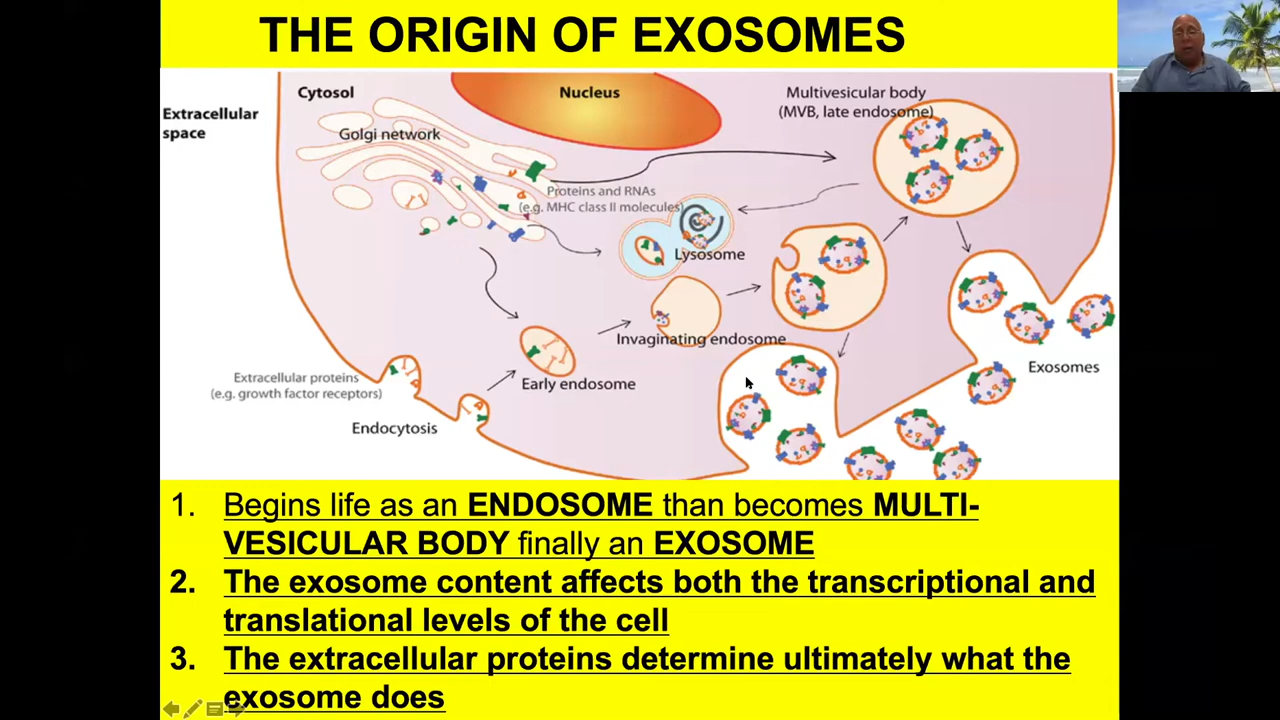 THE ORIGIN OF EXOSOMES
Extracellular
space
Cytosol
Nucleus
Multivesicular body
(MVB, late endosome)
Golgi network
Proteins and RNAs
(e.g. MHC class II molecules)
Lysosome
Invaginating endosome
Early endosome
Extracellular proteins
(e.g. growth factor receptors)
Endocytosis
Exosomes
1. Begins life as an ENDOSOME than becomes MULTI-
VESICULAR BODY finally an EXOSOME
2. The exosome content affects both the transcriptional and
translational levels of the cell
3. The extracellular proteins determine ultimately what the
exosome does